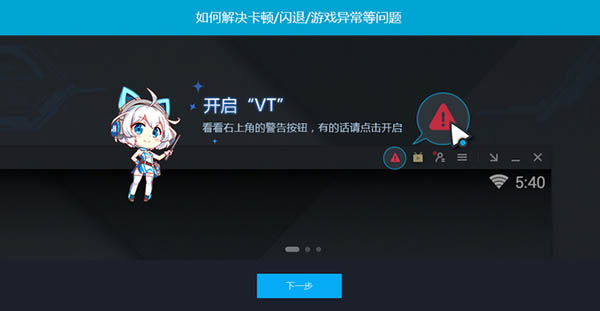 如何解决卡顿/闪退/游戏异常等问题
开启“VT”
看看右上角的警告按钮，有的话请点击开启
5:40
下一步